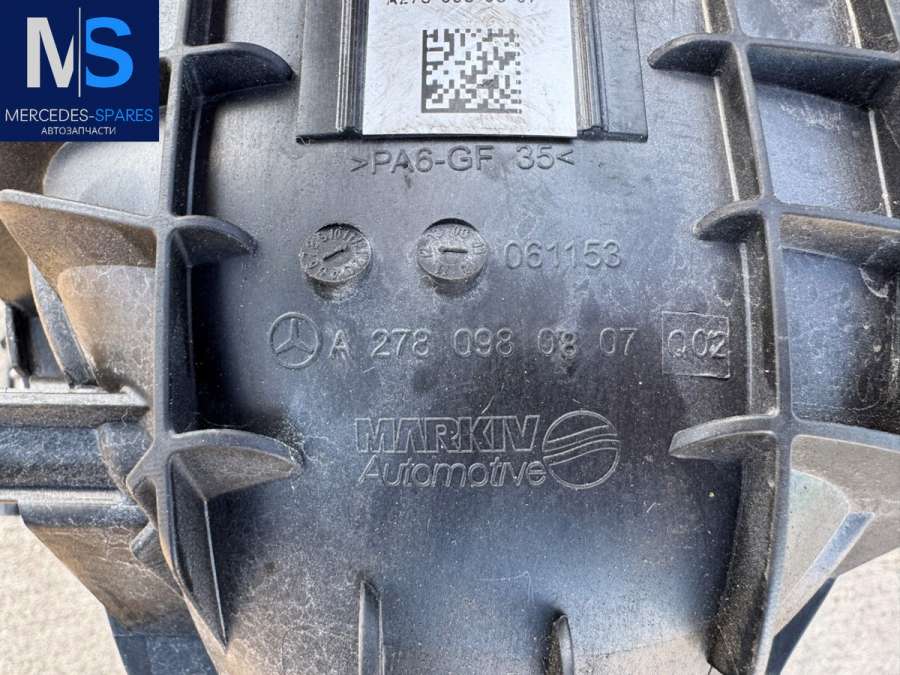 MS
MERCEDES-SPARES
АВТОЗАПЧАСТИ
>PA6-GF 35<
061153
A 278 098 08 07 Q02
MARKIV
Automotive